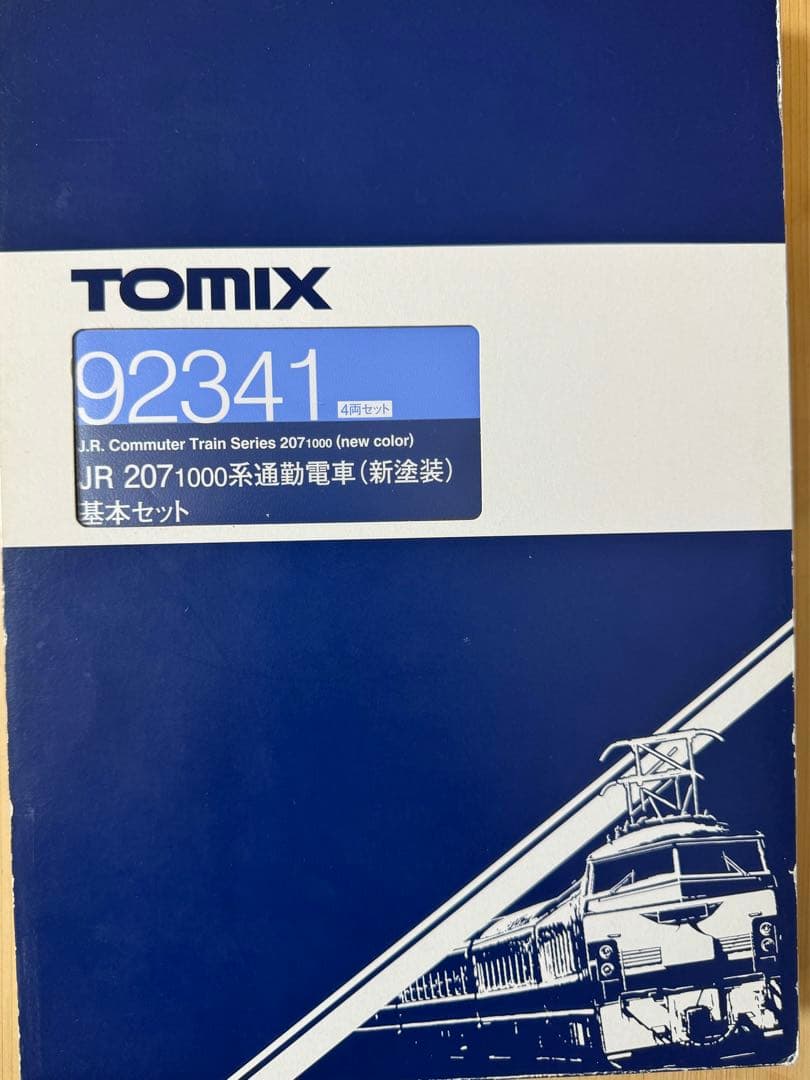 TOMIX
92341 4両セット
J.R. Commuter Train Series 2071000 (new color)
JR 2071000系通勤電車(新塗装)
基本セット